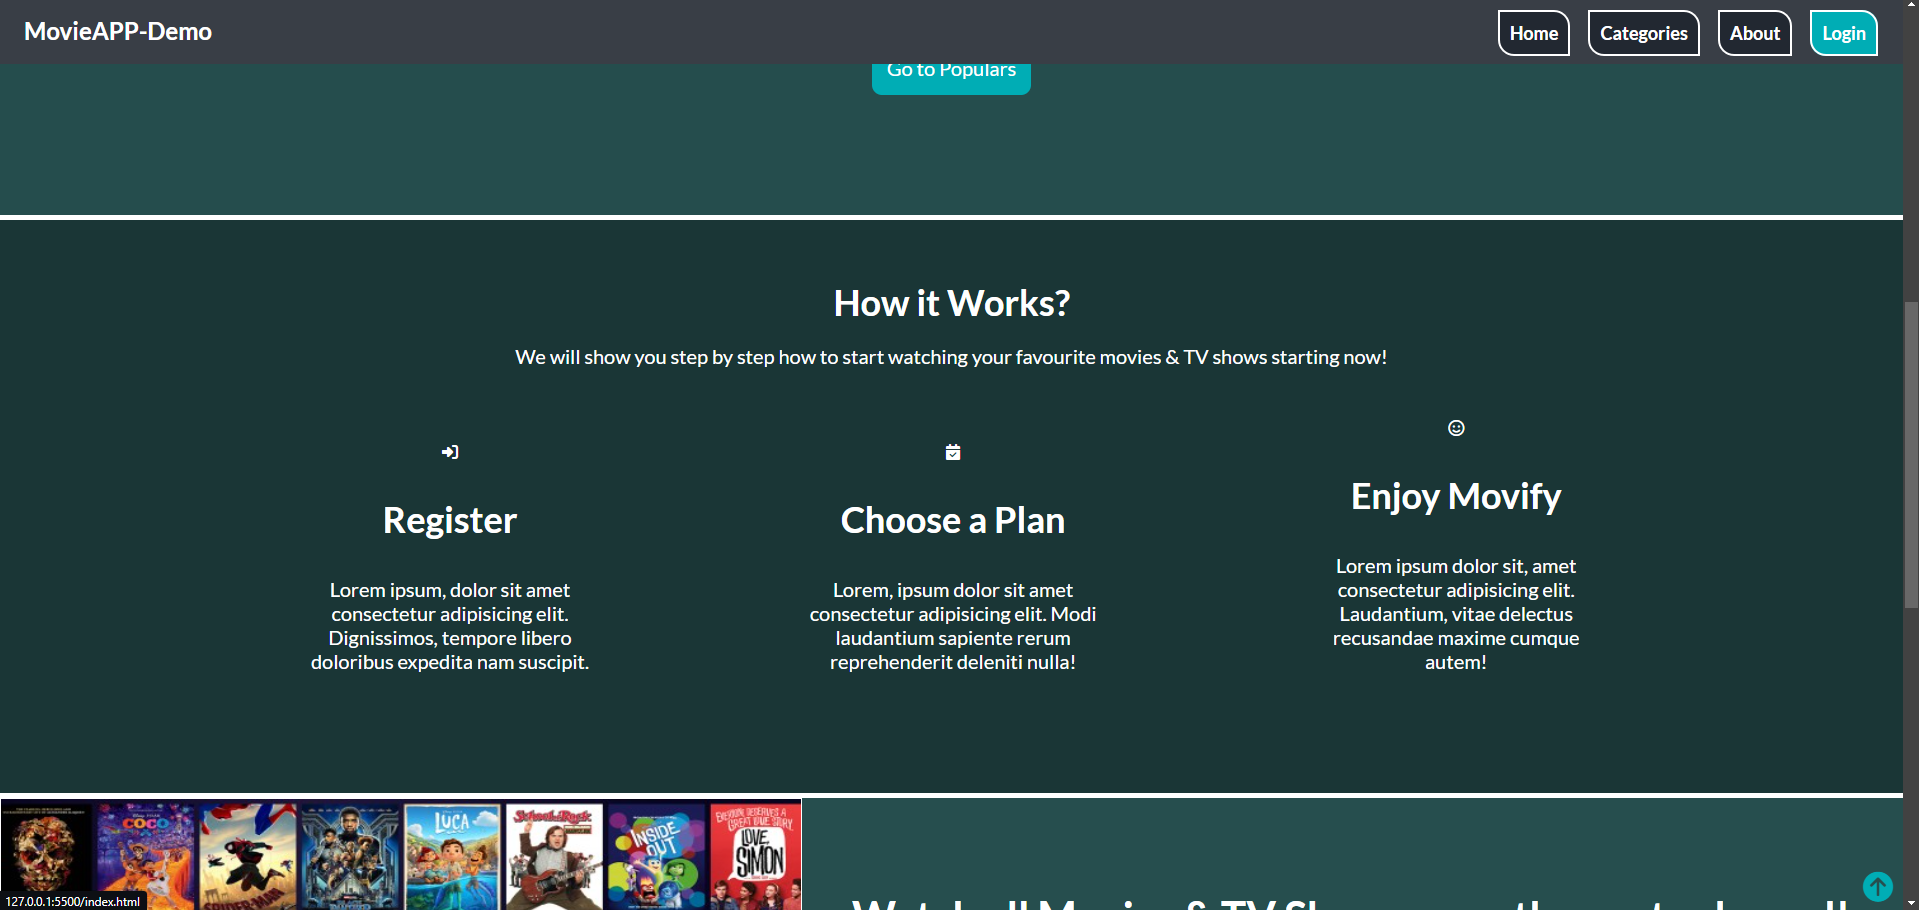 MovieAPP-Demo
Home
Categories
About
Login
Go to Populars
How it Works?
We will show you step by step how to start watching your favourite movies & TV shows starting now!
Register
Lorem ipsum, dolor sit amet
consectetur adipisicing elit.
Dignissimos, tempore libero
doloribus expedita nam suscipit.
Choose a Plan
Lorem, ipsum dolor sit amet
consectetur adipisicing elit. Modi
laudantium sapiente rerum
reprehenderit deleniti nulla!
Enjoy Movify
Lorem ipsum dolor sit, amet
consectetur adipisicing elit.
Laudantium, vitae delectus
recusandae maxime cumque
autem!
COCO
LUCA
School of Rock
INSIDE
OUT
EVERYONE DESERVES A
GREAT LOVE STORY.
LOVE,
SIMON
127.0.0.1:5500/index.html